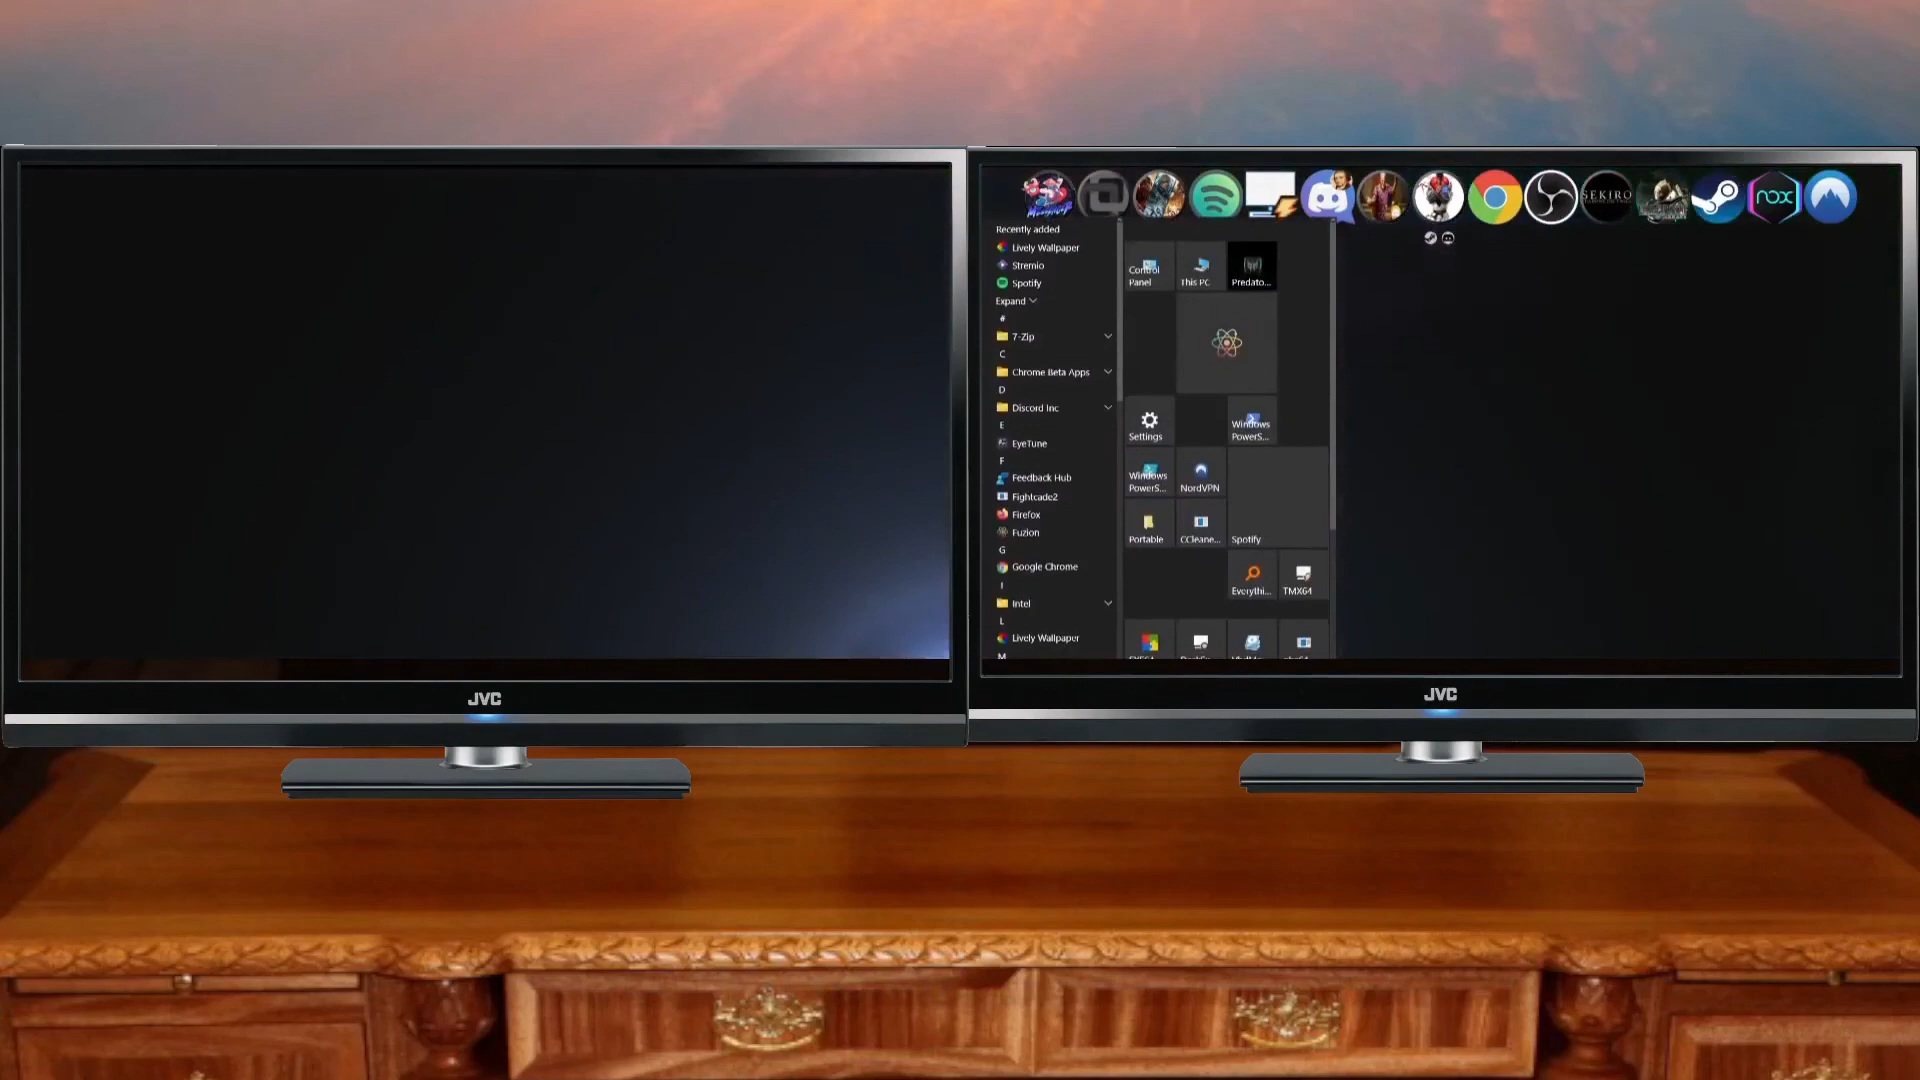 JVC
SEKIRO
nox
Recently added
Lively Wallpaper
Stremio
Spotify
Expand
#
7-Zip
C
Chrome Beta Apps
D
Discord Inc
E
EyeTune
F
Feedback Hub
Fightcade2
Firefox
Fuzion
G
Google Chrome
I
Intel
L
Lively Wallpaper
M
Control
Panel
This PC
Predato...
Settings
Windows
PowerS...
Windows
PowerS...
NordVPN
Portable
CCleane...
Spotify
Everythi...
TMX64
JVC